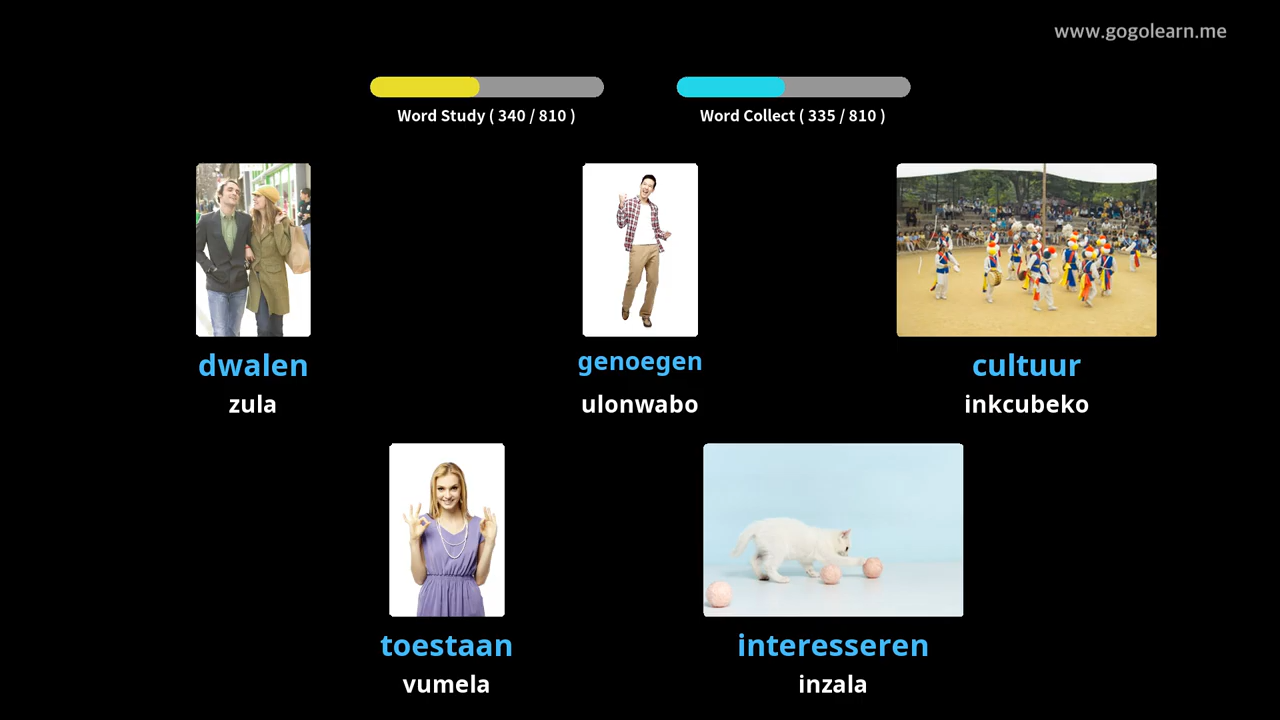 www.gogolearn.me
Word Study ( 340 / 810 )
Word Collect ( 335 / 810 )
dwalen
zula
genoegen
ulonwabo
cultuur
inkcubeko
toestaan
vumela
interesseren
inzala